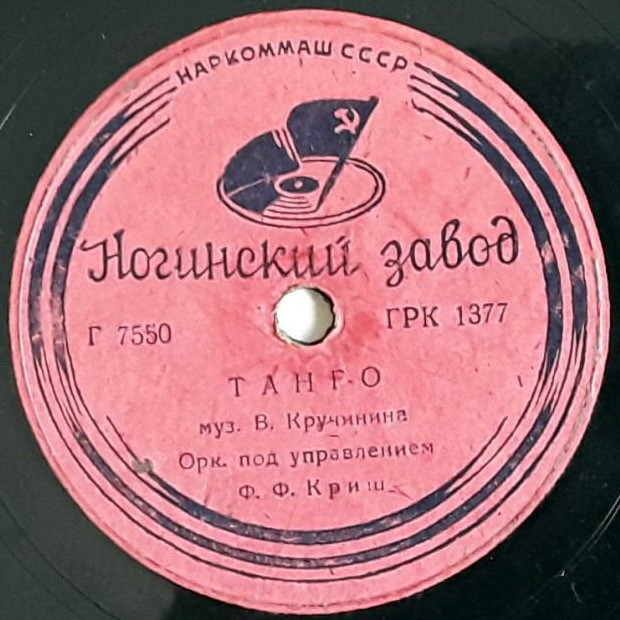 НАРКОММАШ СССР
Ногинский завод
Г 7550 ГРК 1377
ТАНГО
муз. В. Кручинина
Орк. под управлением
Ф. Ф. Криш